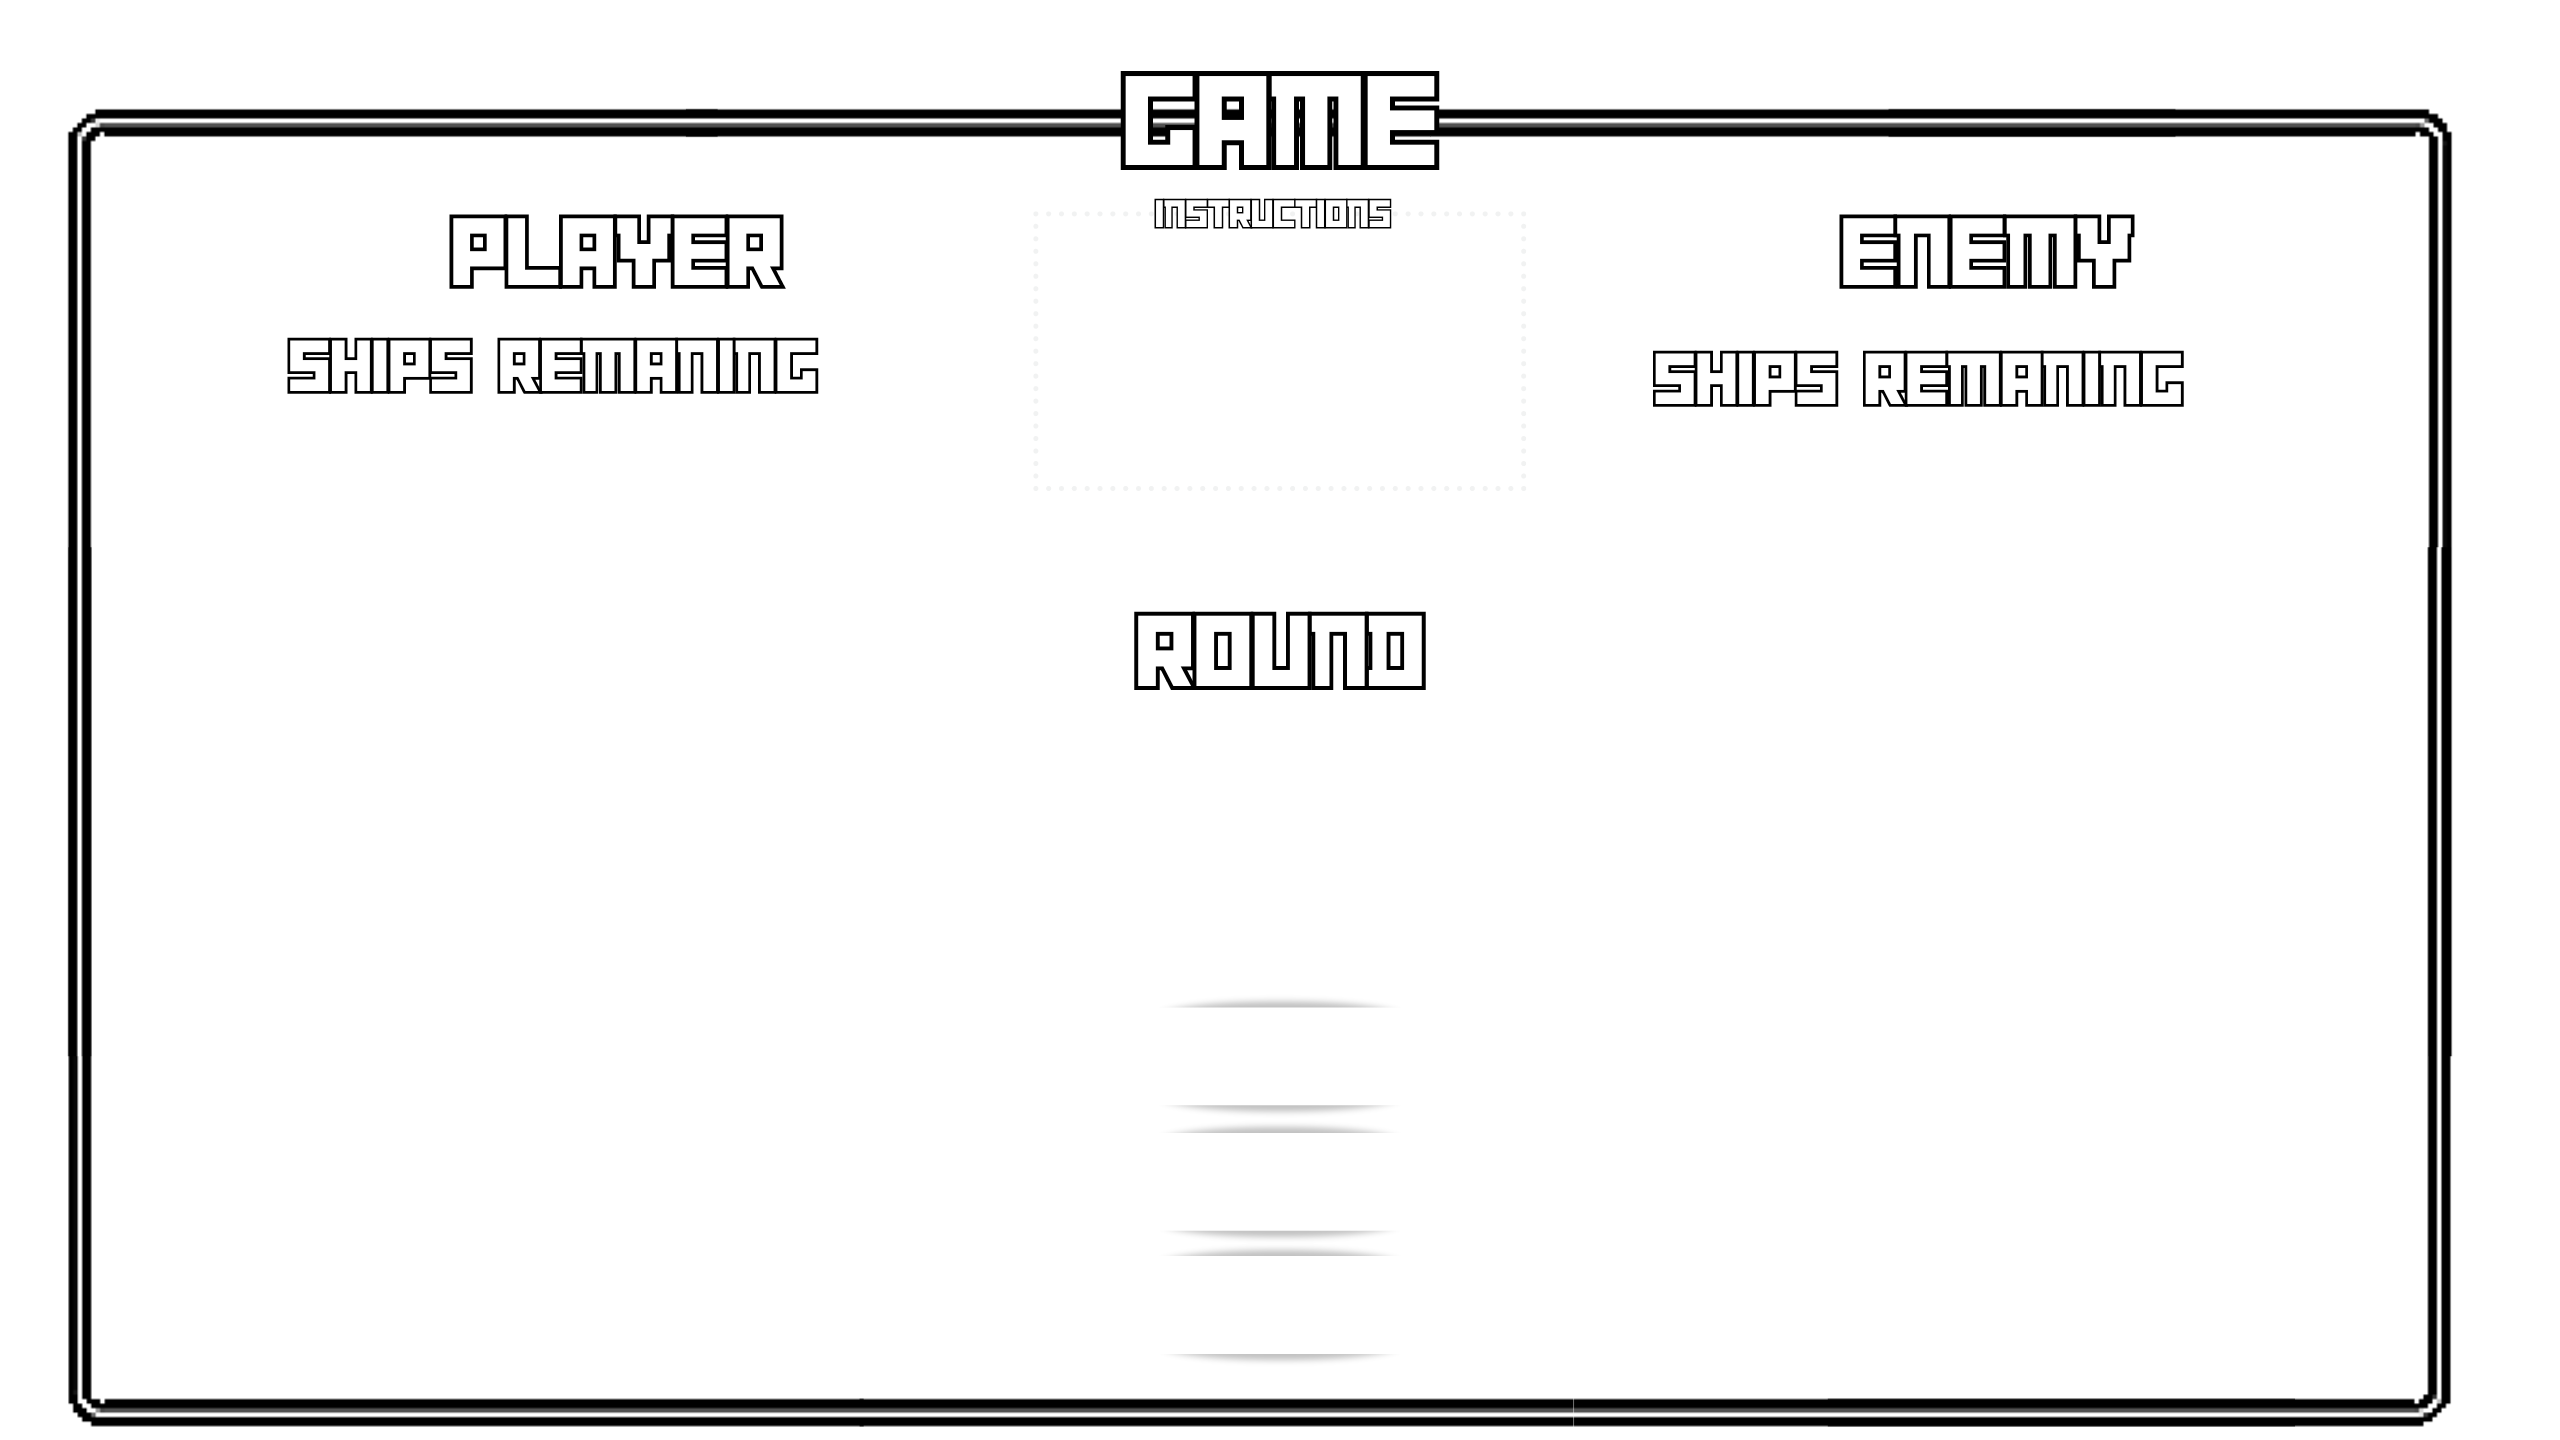 GAME
INSTRUCTIONS
PLAYER
ENEMY
SHIPS REMANING
SHIPS REMANING
ROUND